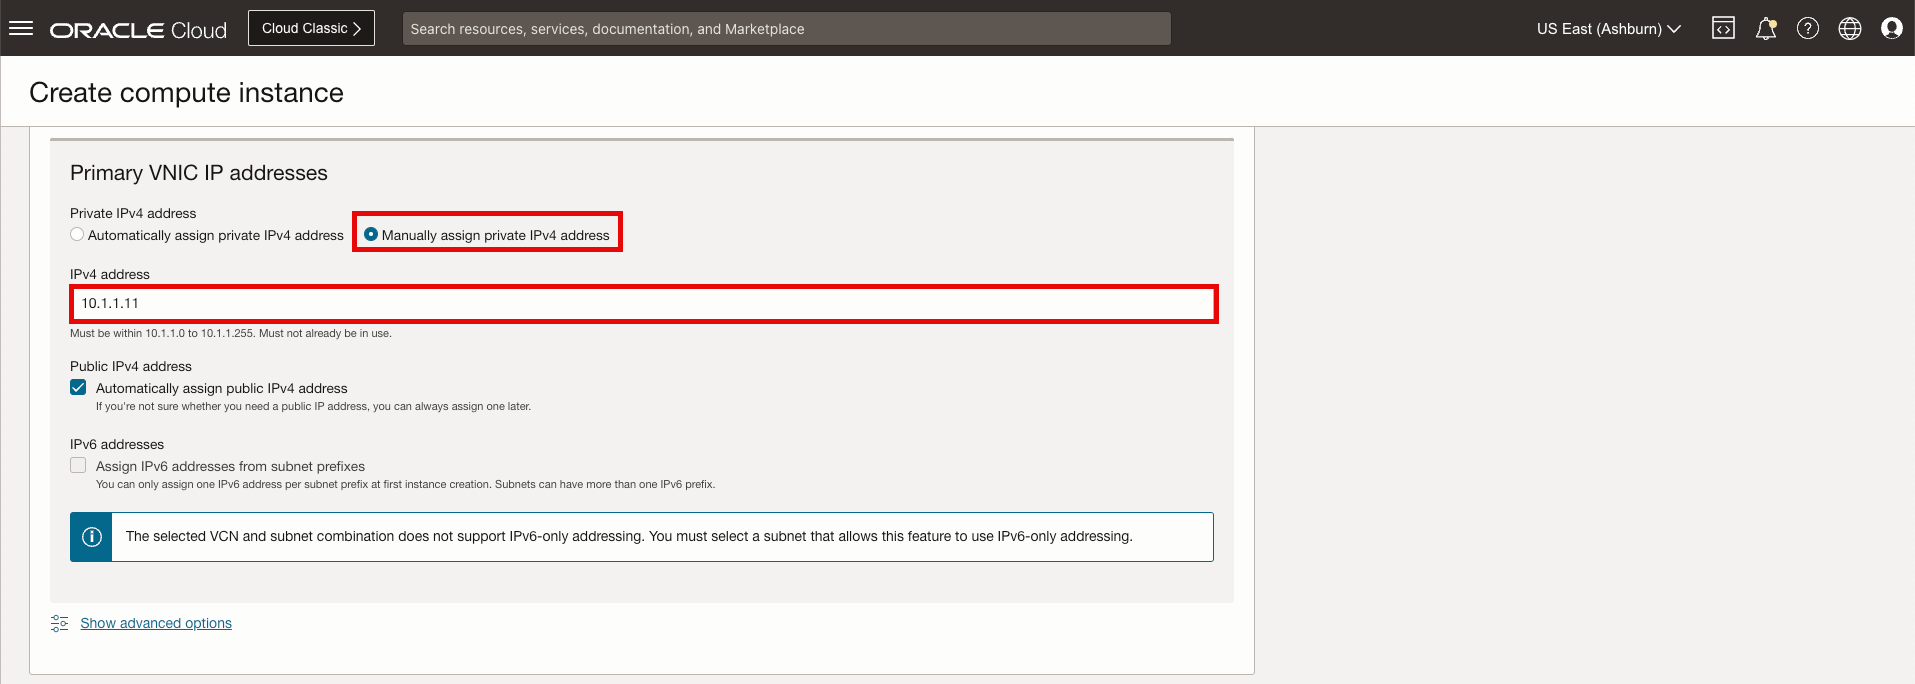 ORACLE Cloud
Cloud Classic
Search resources, services, documentation, and Marketplace
US East (Ashburn)
Create compute instance
Primary VNIC IP addresses
Private IPv4 address
Automatically assign private IPv4 address
Manually assign private IPv4 address
IPv4 address
10.1.1.11
Must be within 10.1.1.0 to 10.1.1.255. Must not already be in use.
Public IPv4 address
Automatically assign public IPv4 address
If you're not sure whether you need a public IP address, you can always assign one later.
IPv6 addresses
Assign IPv6 addresses from subnet prefixes
You can only assign one IPv6 address per subnet prefix at first instance creation. Subnets can have more than one IPv6 prefix.
The selected VCN and subnet combination does not support IPv6-only addressing. You must select a subnet that allows this feature to use IPv6-only addressing.
Show advanced options